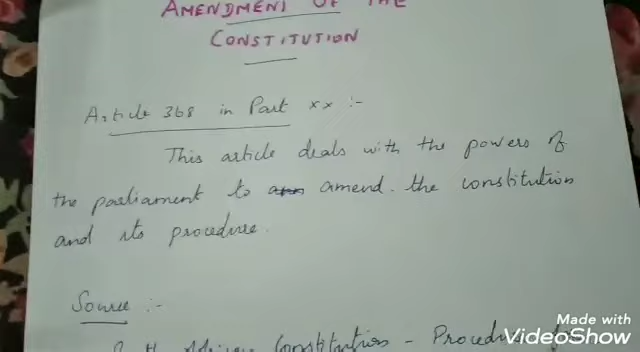 AMENDMENT OF THE
CONSTITUTION
Article 368 in Part xx :-
This article deals with the powers of
the parliament to amend. the constitution
and its procedure.
Source :-
Constitution - Procedure
Made with
VideoShow